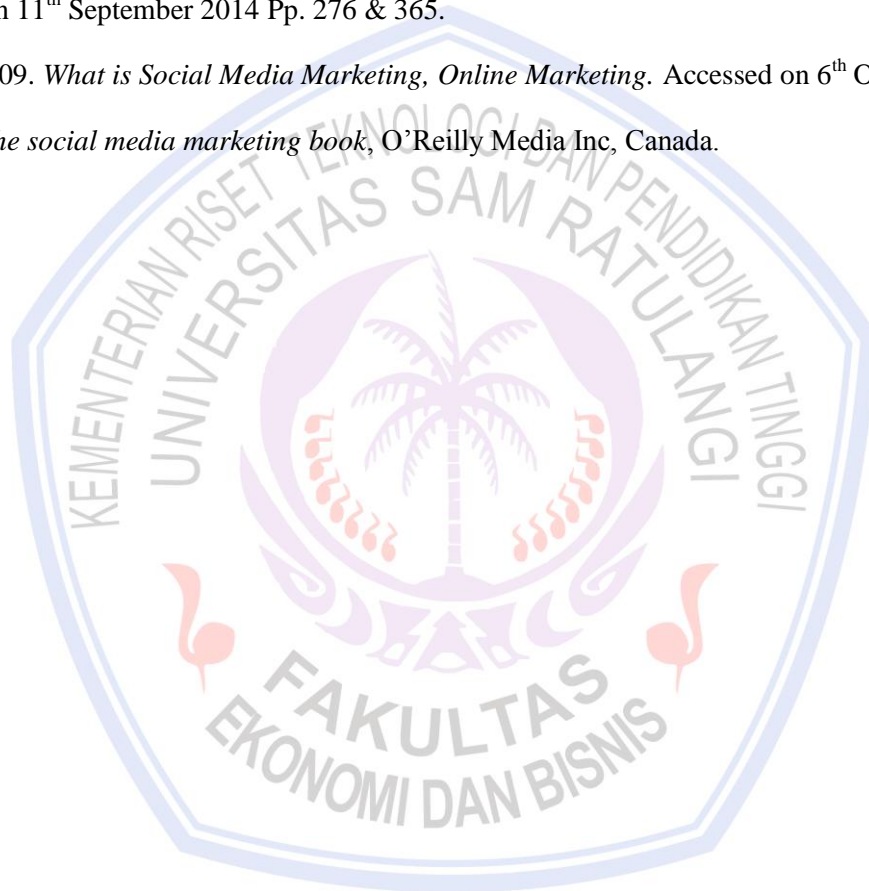 11th September 2014 Pp. 276 & 365.
09. What is Social Media Marketing, Online Marketing. Accessed on 6th O
social media marketing book, O'Reilly Media Inc, Canada.
KEMENTERIAN RISET TEKNOLOGI DAN PENDIDIKAN TINGGI
UNIVERSITAS SAM RATULANGI
FAKULTAS
EKONOMI DAN BISNIS